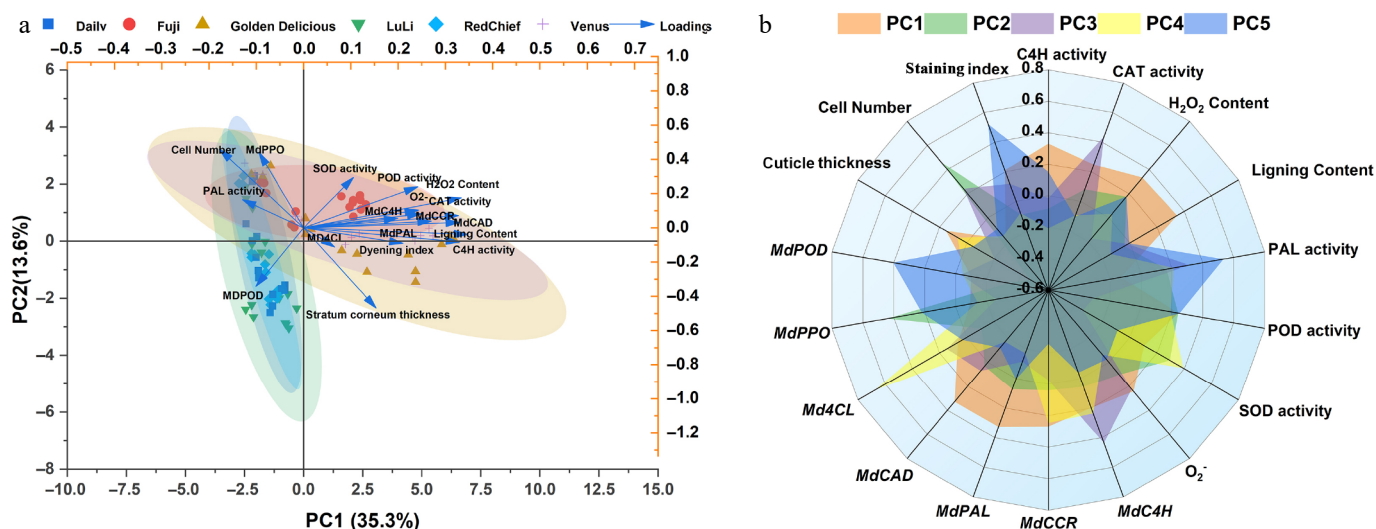 a
Dailv Fuji Golden Delicious LuLi RedChief Venus Loadings
−0.5 −0.4 −0.3 −0.2 −0.1 0.0 0.1 0.2 0.3 0.4 0.5 0.6 0.7
1.0
0.8
0.6
0.4
0.2
0.0
−0.2
−0.4
−0.6
−0.8
−1.0
−1.2
6
4
2
0
−2
−4
−6
−8
PC2(13.6%)
Cell Number
MdPPO
PAL activity
SOD activity
POD activity
H2O2 Content
O2-
CAT activity
MdC4H
MdCCR
MdCAD
MdPAL
Ligning Content
MD4Cl
Dyening index
C4H activity
MDPOD
Stratum corneum thickness
−10.0 −7.5 −5.0 −2.5 0.0 2.5 5.0 7.5 10.0 12.5 15.0
PC1 (35.3%)
b
PC1 PC2 PC3 PC4 PC5
C4H activity
CAT activity
H₂O₂ Content
Ligning Content
PAL activity
POD activity
SOD activity
O₂⁻
MdC4H
MdCCR
MdPAL
MdCAD
Md4CL
MdPPO
MdPOD
Cuticle thickness
Cell Number
Staining index
0.8
0.6
0.4
0.2
0.0
−0.2
−0.4
−0.6